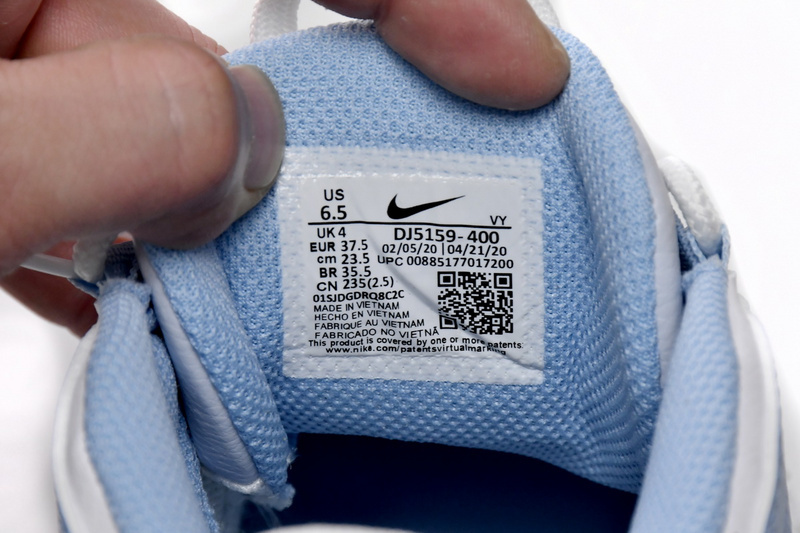 US
6.5
VY
UK 4
EUR 37.5
cm 23.5
BR 35.5
CN 235(2.5)
DJ5159-400
02/05/20 | 04/21/20
UPC 00885177017200
01SJDGDRQ8C2C
MADE IN VIETNAM
HECHO EN VIETNAM
FABRIQUE AU VIETNAM
FABRICADO NO VIETNÃ
This product is covered by one or more patents:
www.nike.com/patentsvirtualmarking